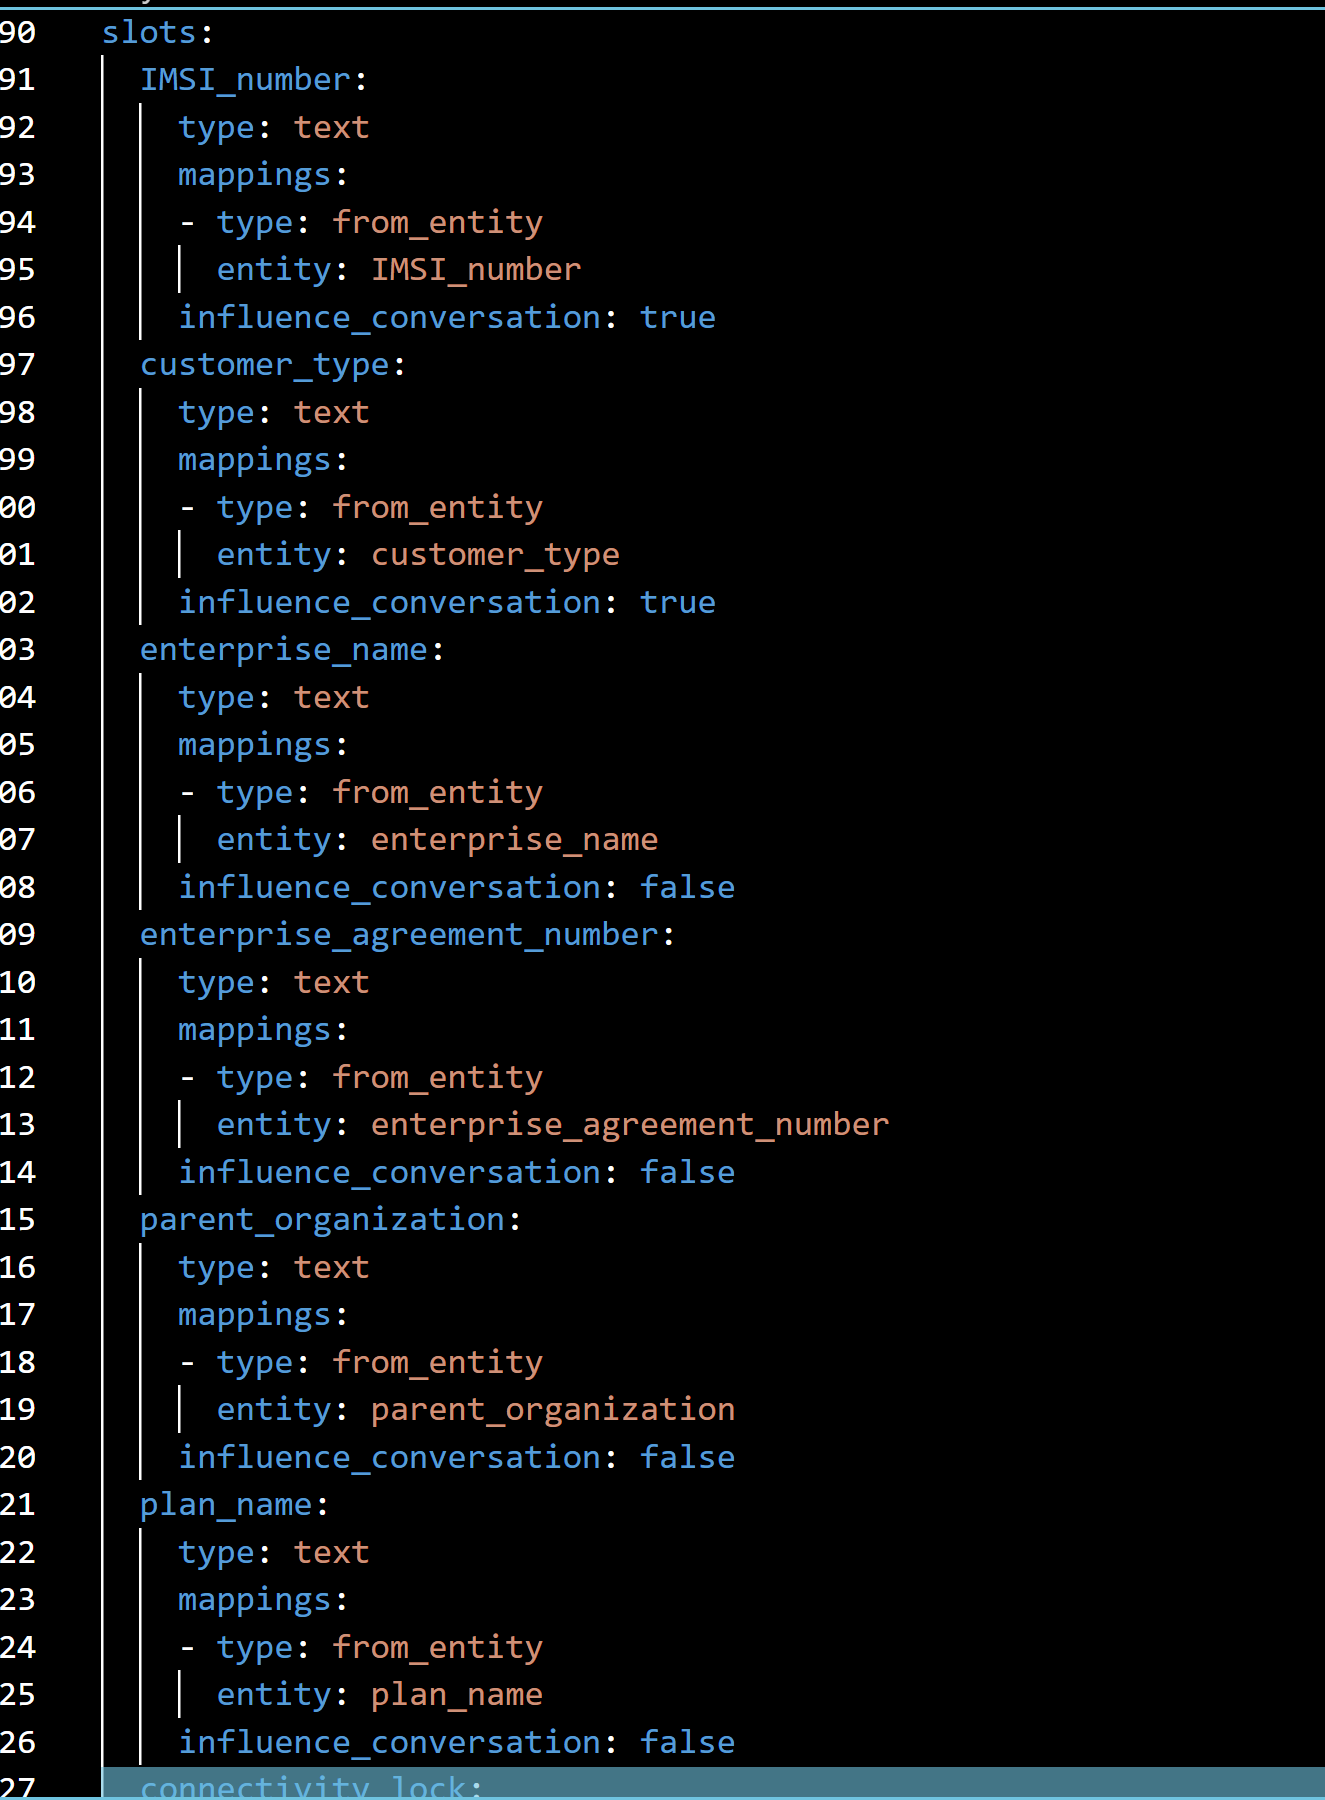 90 slots:
91 IMSI_number:
92 type: text
93 mappings:
94 - type: from_entity
95 entity: IMSI_number
96 influence_conversation: true
97 customer_type:
98 type: text
99 mappings:
00 - type: from_entity
01 entity: customer_type
02 influence_conversation: true
03 enterprise_name:
04 type: text
05 mappings:
06 - type: from_entity
07 entity: enterprise_name
08 influence_conversation: false
09 enterprise_agreement_number:
10 type: text
11 mappings:
12 - type: from_entity
13 entity: enterprise_agreement_number
14 influence_conversation: false
15 parent_organization:
16 type: text
17 mappings:
18 - type: from_entity
19 entity: parent_organization
20 influence_conversation: false
21 plan_name:
22 type: text
23 mappings:
24 - type: from_entity
25 entity: plan_name
26 influence_conversation: false
27 connectivity_lock: